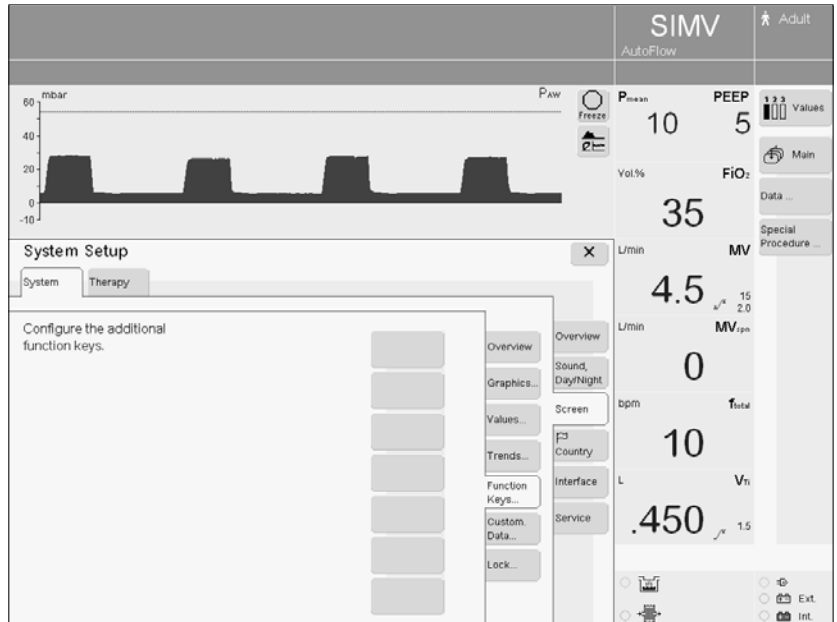 SIMV
AutoFlow
Adult
mbar
PAW
60
40
20
0
-10
Freeze
Pmean
PEEP
10
5
Vol.%
FiO₂
35
L/min
MV
4.5
15
2.0
L/min
MVspn
0
bpm
ftotal
10
L
VTi
.450
1.5
1 2 3
Values
Main
Data ...
Special
Procedure ...
System Setup
X
System
Therapy
Configure the additional
function keys.
Overview
Graphics...
Values...
Trends...
Function
Keys...
Custom.
Data...
Lock...
Overview
Sound,
Day/Night
Screen
Country
Interface
Service
Ext.
Int.